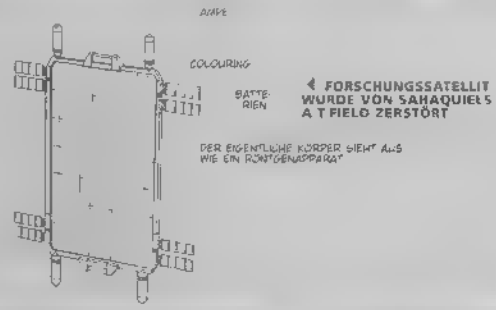 COLOURING
BATTE-
RIEN
◀ FORSCHUNGSSATELLIT
WURDE VON SAHAQUIELS
A T FIELD ZERSTÖRT
DER EIGENTLICHE KÖRPER SIEHT AUS
WIE EIN RÖNTGENAPPARAT